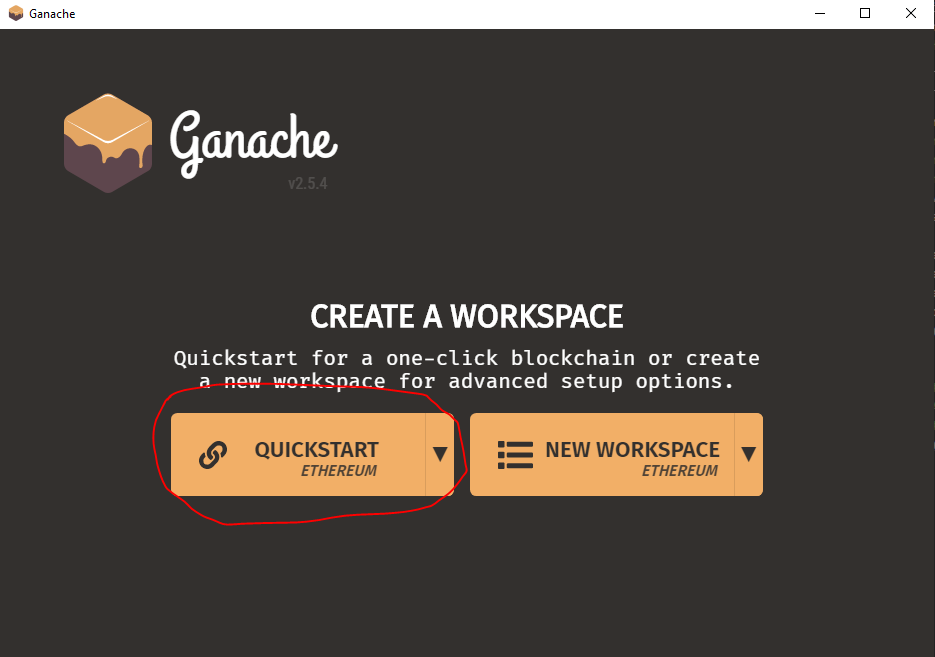 Ganache
Ganache
v2.5.4
CREATE A WORKSPACE
Quickstart for a one-click blockchain or create
a new workspace for advanced setup options.
QUICKSTART
ETHEREUM
NEW WORKSPACE
ETHEREUM